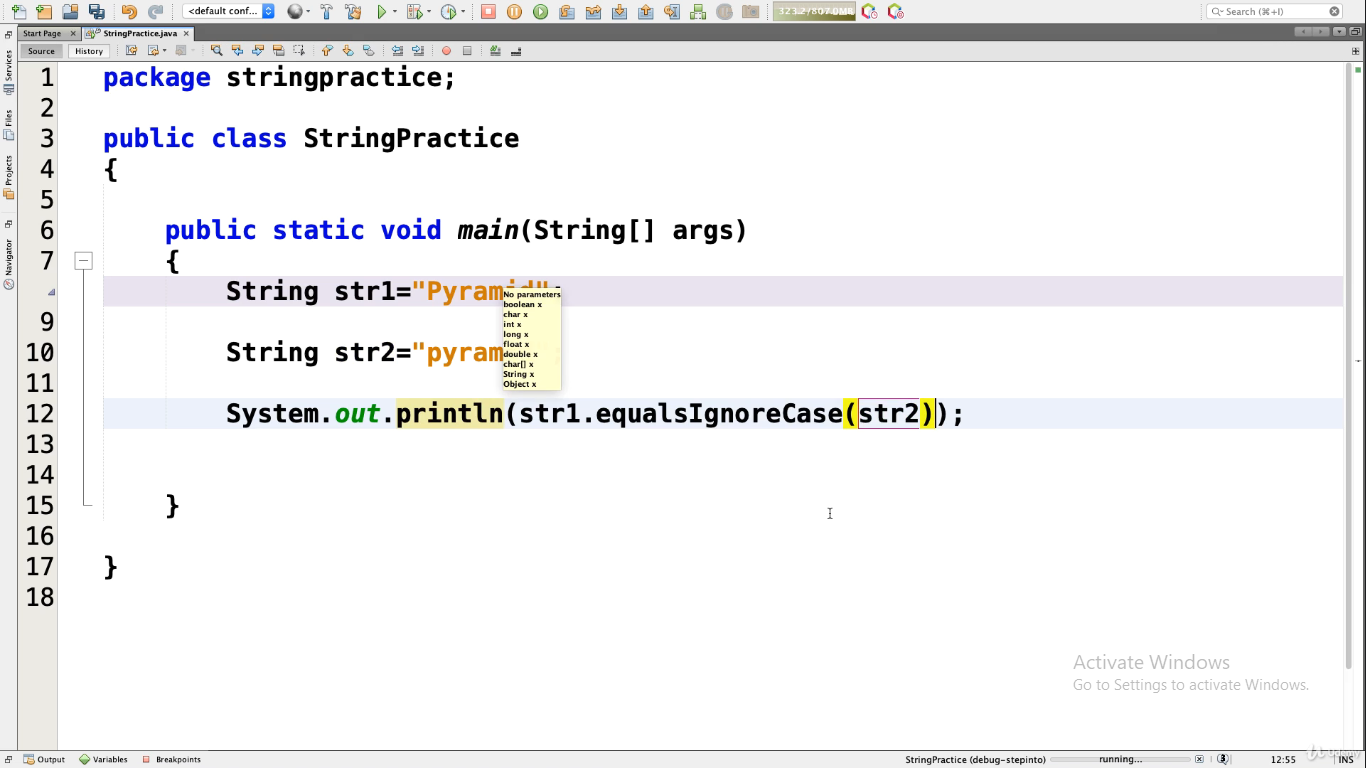 <default conf...
323.2/807.0MB
Search (⌘+I)
Start Page
StringPractice.java
Source
History
Services
Files
Projects
Navigator
1 package stringpractice;
2
3 public class StringPractice
4 {
5
6 public static void main(String[] args)
7 {
String str1="Pyramid";
9
10 String str2="pyram
11
12 System.out.println(str1.equalsIgnoreCase(str2));
13
14
15 }
16
17 }
18
No parameters
boolean x
char x
int x
long x
float x
double x
char[] x
String x
Object x
Activate Windows
Go to Settings to activate Windows.
Output
Variables
Breakpoints
StringPractice (debug-stepinto)
running...
3
12:55
INS